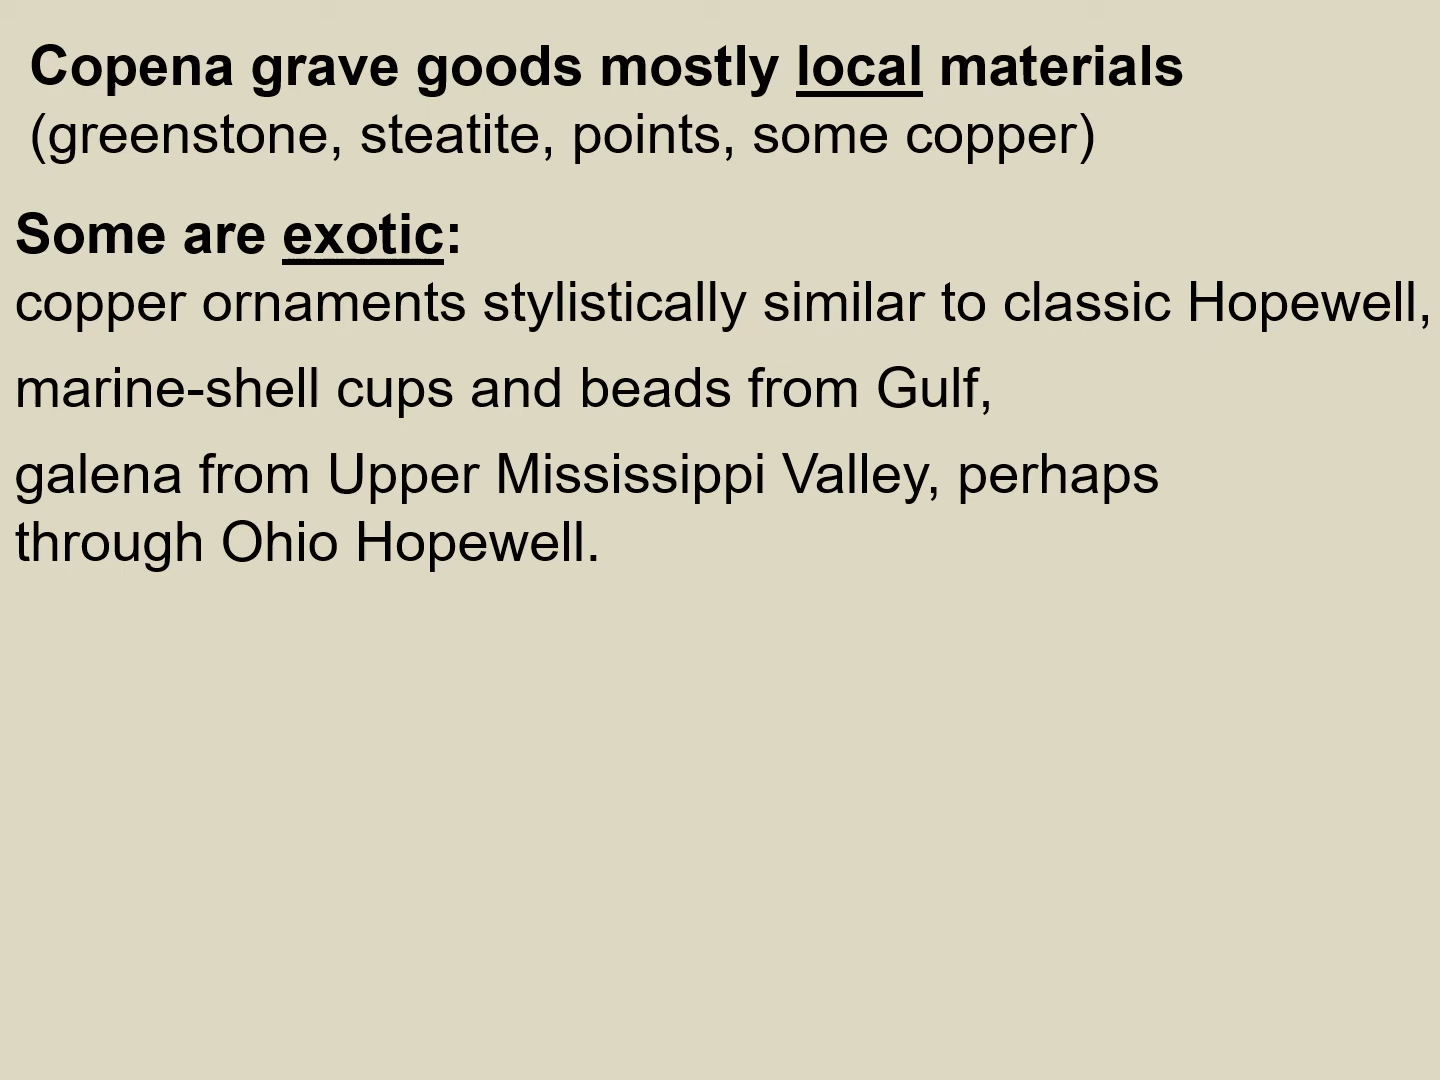 Copena grave goods mostly local materials
(greenstone, steatite, points, some copper)
Some are exotic:
copper ornaments stylistically similar to classic Hopewell,
marine-shell cups and beads from Gulf,
galena from Upper Mississippi Valley, perhaps
through Ohio Hopewell.